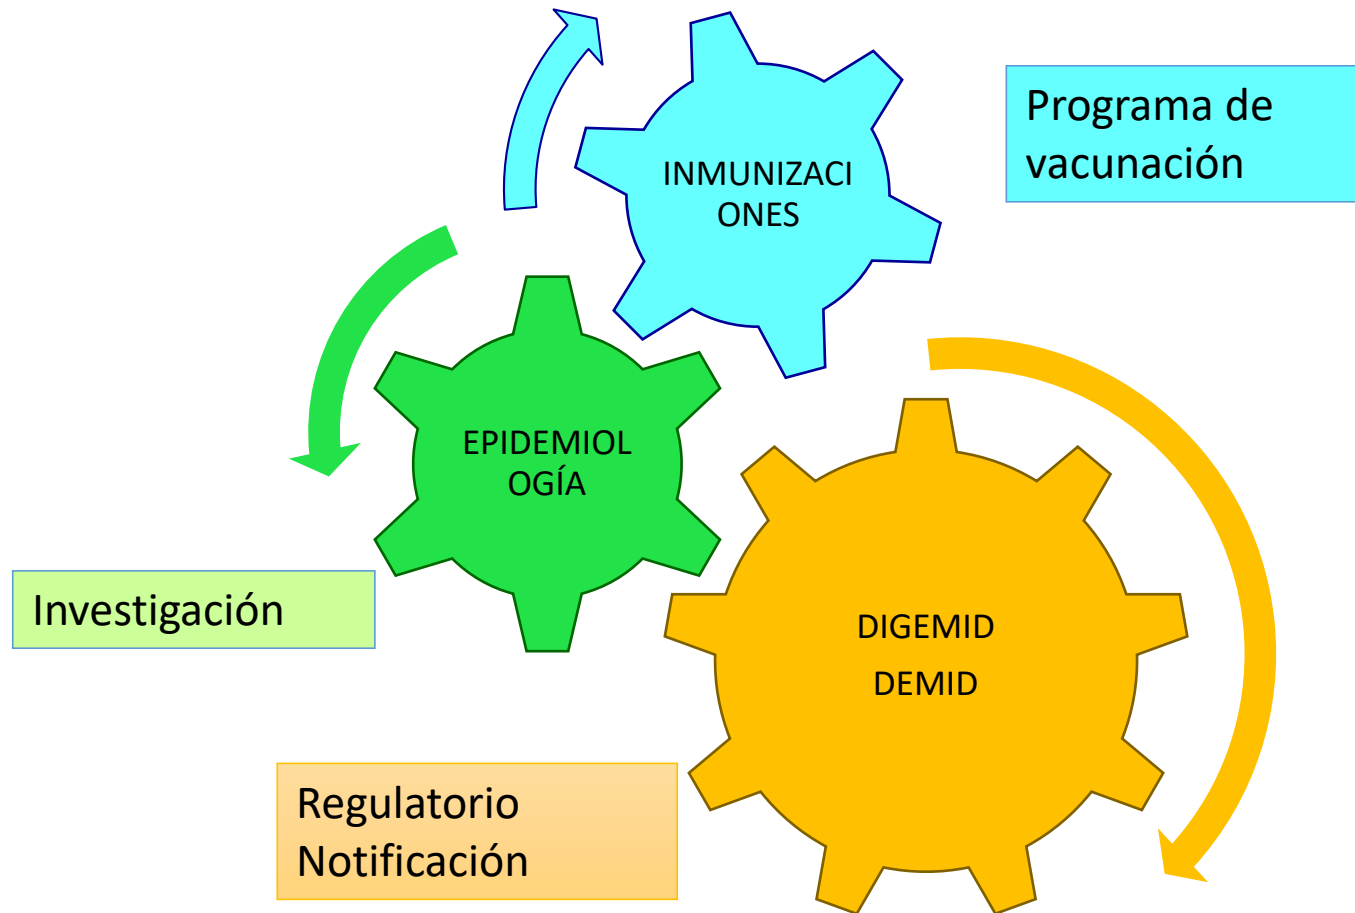 INMUNIZACI
ONES
Programa de
vacunación
EPIDEMIOL
OGÍA
Investigación
DIGEMID
DEMID
Regulatorio
Notificación